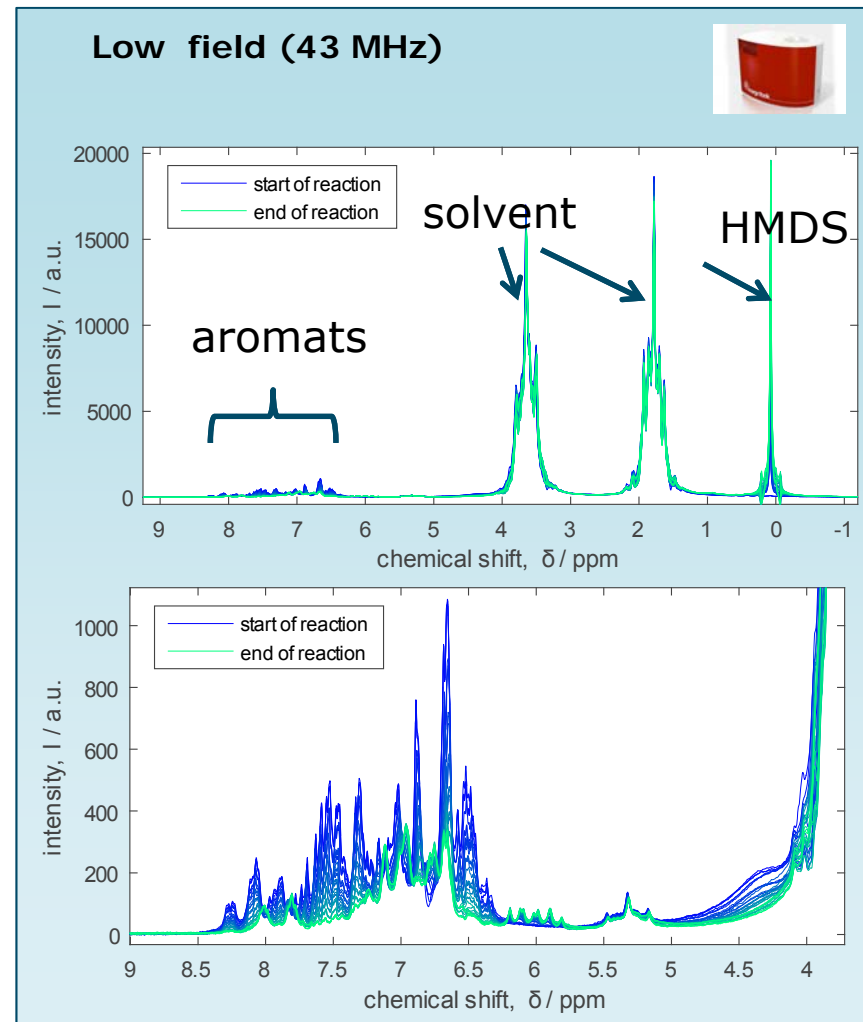 Low field (43 MHz)
20000
15000
10000
5000
0
intensity, I / a.u.
start of reaction
end of reaction
solvent
HMDS
aromats
9 8 7 6 5 4 3 2 1 0 -1
chemical shift, δ / ppm
1000
800
600
400
200
0
intensity, I / a.u.
start of reaction
end of reaction
9 8.5 8 7.5 7 6.5 6 5.5 5 4.5 4
chemical shift, δ / ppm